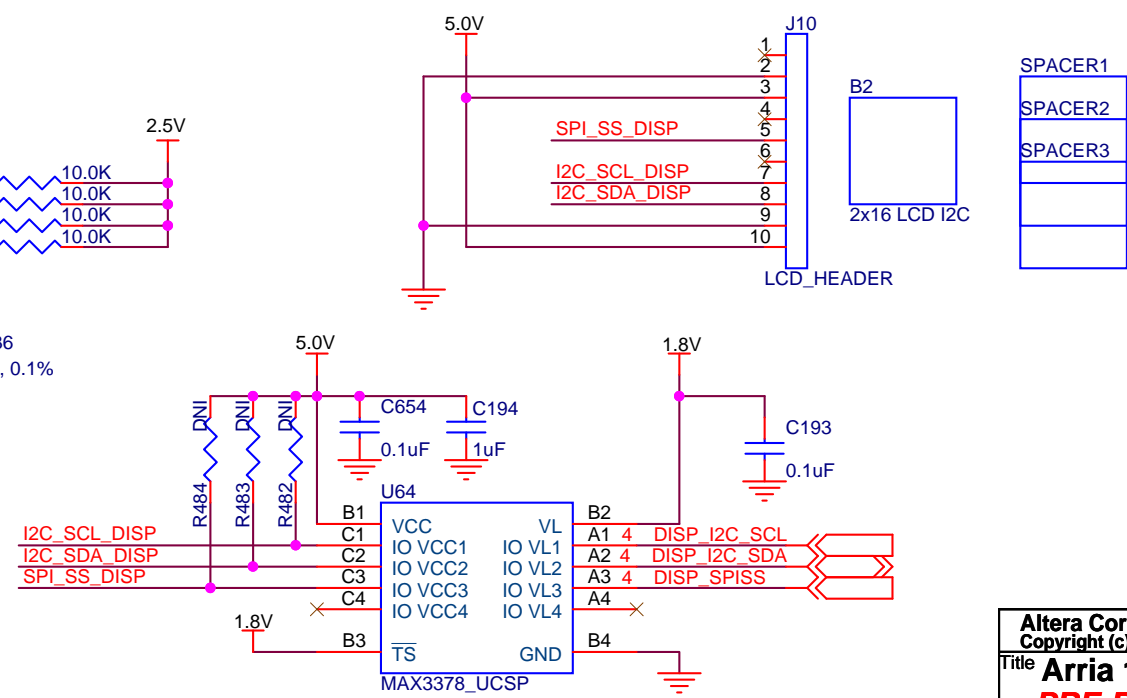 5.0V
J10
1
2
3
4
5
6
7
8
9
10
SPI_SS_DISP
I2C_SCL_DISP
I2C_SDA_DISP
LCD_HEADER
B2
2x16 LCD I2C
SPACER1
SPACER2
SPACER3
2.5V
10.0K
10.0K
10.0K
10.0K
, 0.1%
5.0V
1.8V
DNI
DNI
DNI
R484
R483
R482
C654
0.1uF
C194
1uF
C193
0.1uF
U64
I2C_SCL_DISP
I2C_SDA_DISP
SPI_SS_DISP
B1 VCC VL B2
C1 IO VCC1 IO VL1 A1 4 DISP_I2C_SCL
C2 IO VCC2 IO VL2 A2 4 DISP_I2C_SDA
C3 IO VCC3 IO VL3 A3 4 DISP_SPISS
C4 IO VCC4 IO VL4 A4
1.8V
B3 TS GND B4
MAX3378_UCSP
Altera Cor
Copyright (c)
Title Arria